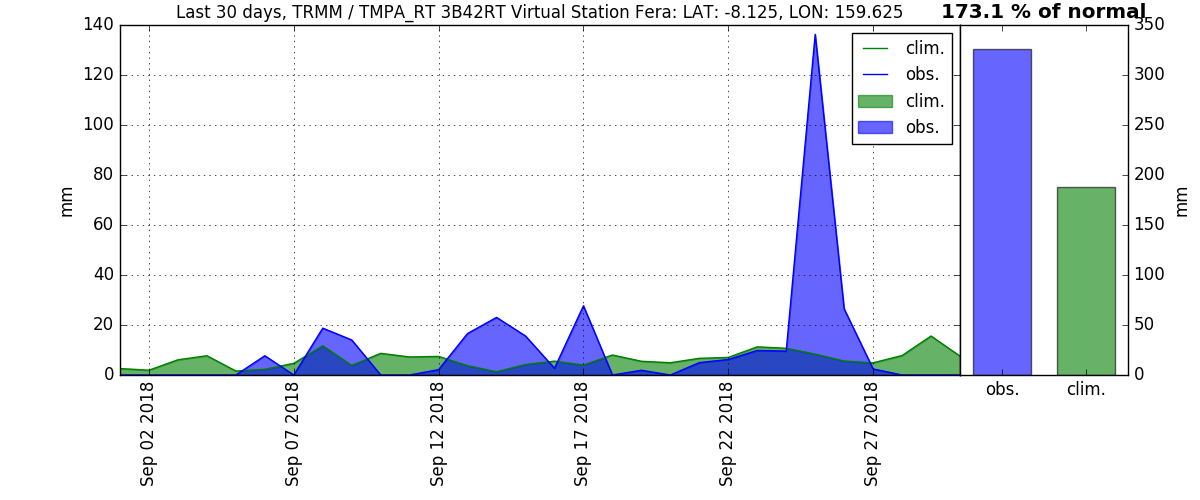 Last 30 days, TRMM / TMPA_RT 3B42RT Virtual Station Fera: LAT: -8.125, LON: 159.625
173.1 % of normal
140
120
100
80
60
40
20
0
mm
clim.
obs.
clim.
obs.
350
300
250
200
150
100
50
0
mm
Sep 02 2018
Sep 07 2018
Sep 12 2018
Sep 17 2018
Sep 22 2018
Sep 27 2018
obs.
clim.